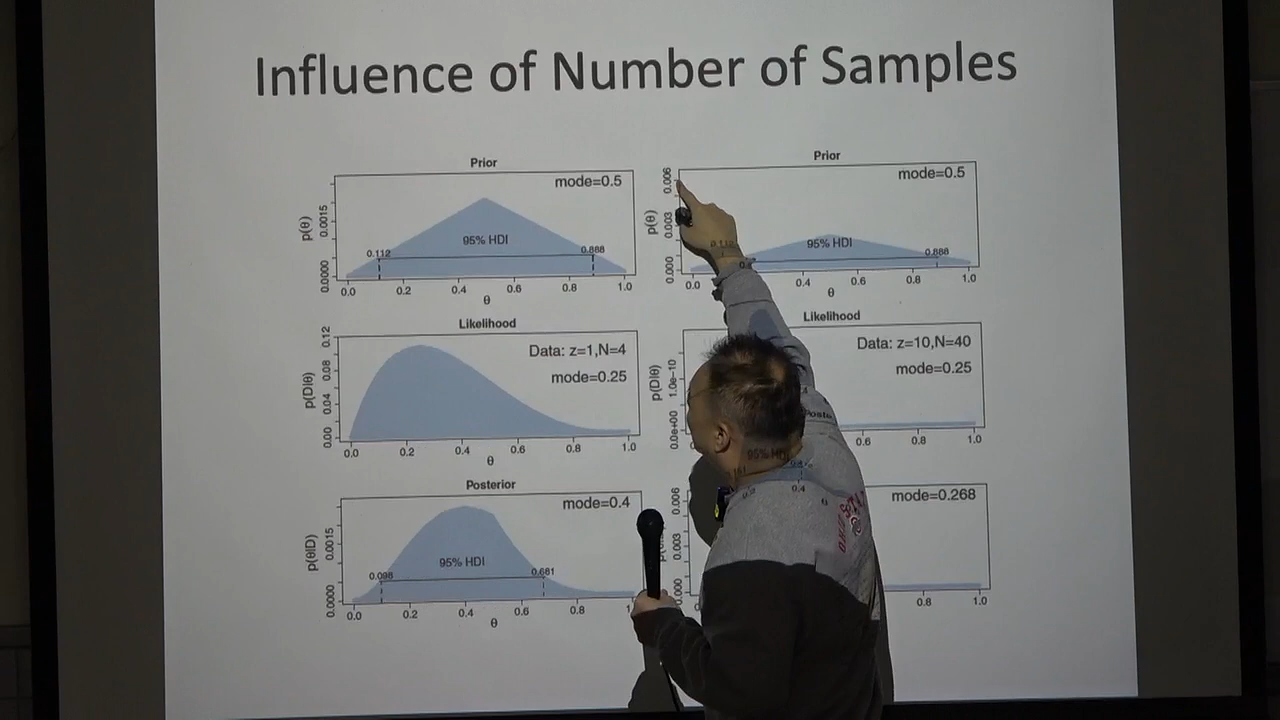 Influence of Number of Samples
Prior
mode=0.5
p(θ)
0.0000 0.0015
95% HDI
0.112 0.888
0.0 0.2 0.4 0.6 0.8 1.0
θ
Prior
mode=0.5
p(θ)
0.000 0.003 0.006
95% HDI
0.112 0.888
0.0 0.4 0.6 0.8 1.0
θ
Likelihood
Data: z=1,N=4
mode=0.25
p(D|θ)
0.00 0.04 0.08 0.12
0.0 0.2 0.4 0.6 0.8 1.0
θ
Likelihood
Data: z=10,N=40
mode=0.25
p(D|θ)
0.0e+00 1.0e-10
0.6 0.8 1.0
Posterior
mode=0.4
p(θ|D)
0.0000 0.0015
95% HDI
0.098 0.681
0.0 0.2 0.4 0.6 0.8
θ
mode=0.268
0.000 0.003 0.006
95% HDI
0.2 0.4
θ
0.8 1.0